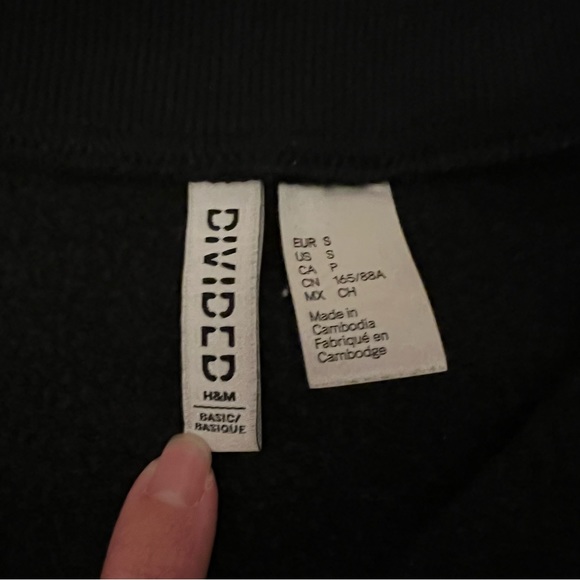 DIVIDED
H&M
BASIC/
BASIQUE
EUR S
US S
CA P
CN 165/88A
MX CH
Made in
Cambodia
Fabriqué en
Cambodge